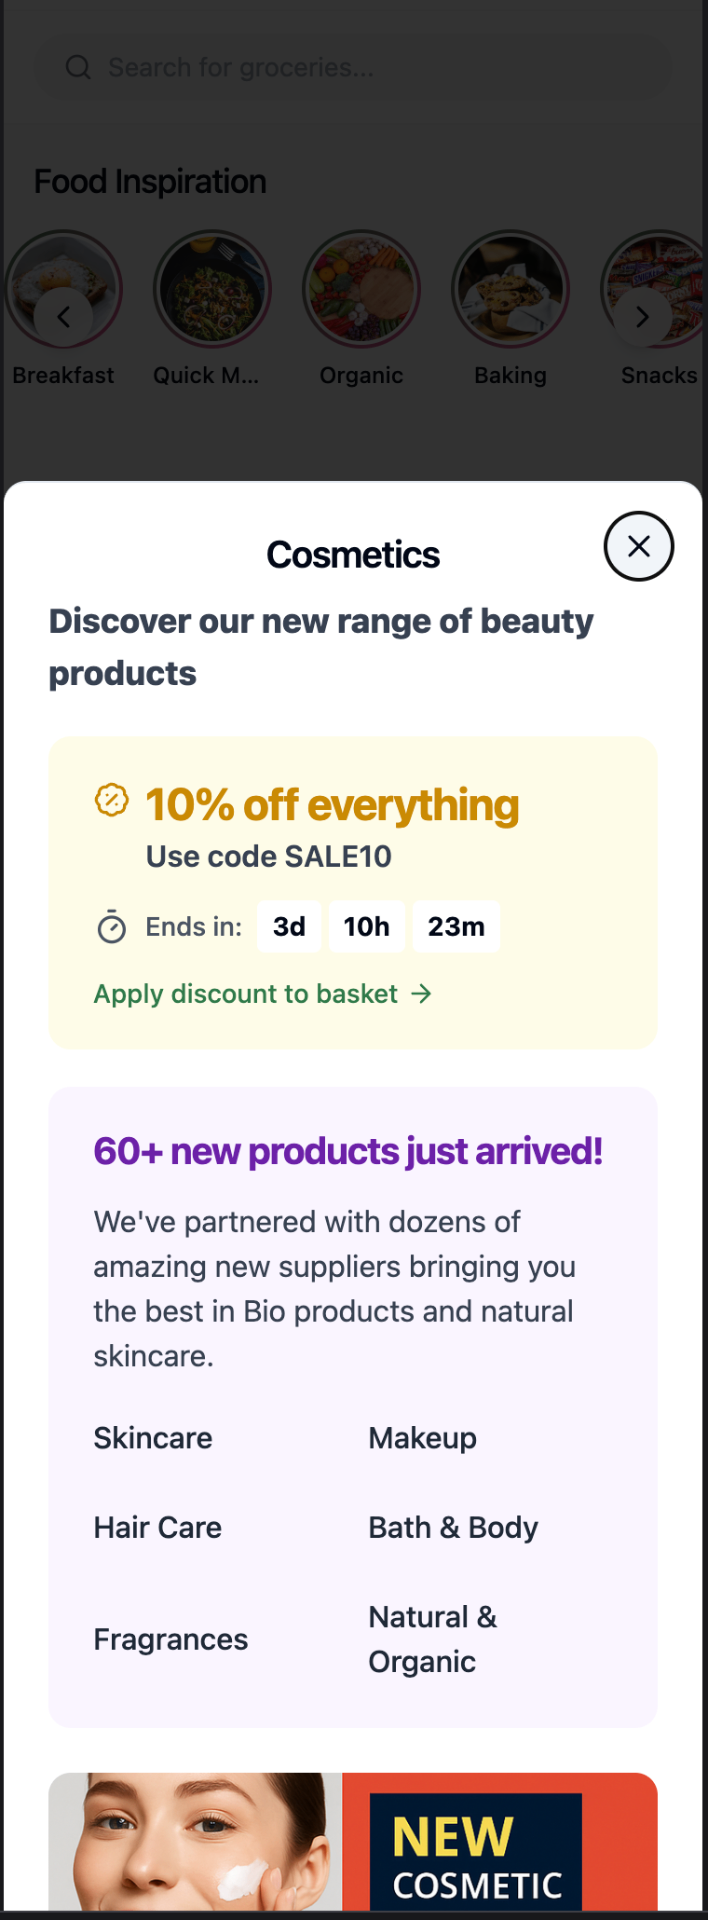 Search for groceries...
Food Inspiration
Breakfast
Quick M...
Organic
Baking
Snacks
Cosmetics
Discover our new range of beauty
products
10% off everything
Use code SALE10
Ends in: 3d 10h 23m
Apply discount to basket →
60+ new products just arrived!
We've partnered with dozens of
amazing new suppliers bringing you
the best in Bio products and natural
skincare.
Skincare
Makeup
Hair Care
Bath & Body
Fragrances
Natural &
Organic
NEW
COSMETIC